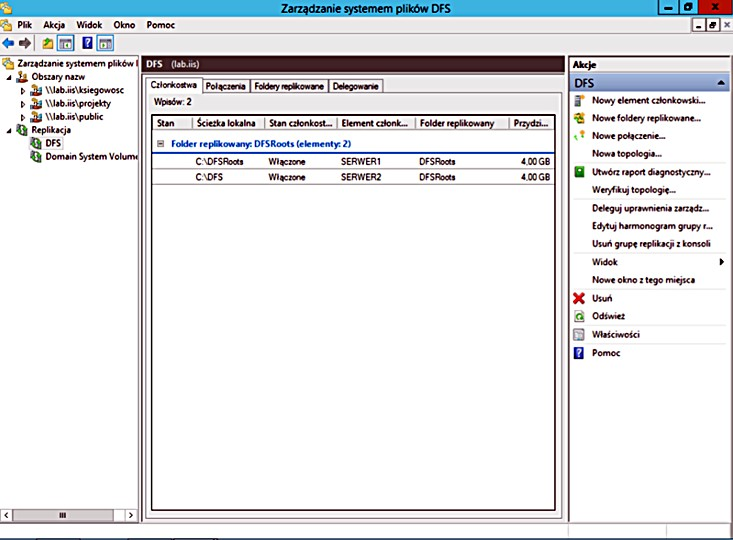 Zarządzanie systemem plików DFS
Plik Akcja Widok Okno Pomoc
Zarządzanie systemem plików I
Obszary nazw
\\lab.iis\ksiegowosc
\\lab.iis\projekty
\\lab.iis\public
Replikacja
DFS
Domain System Volume
DFS (lab.iis)
Członkostwa Połączenia Foldery replikowane Delegowanie
Wpisów: 2
Stan Ścieżka lokalna Stan członkost... Element członk... Folder replikowany Przydzi...
Folder replikowany: DFSRoots (elementy: 2)
C:\DFSRoots Włączone SERWER1 DFSRoots 4,00 GB
C:\DFS Włączone SERWER2 DFSRoots 4,00 GB
Akcje
DFS
Nowy element członkowski...
Nowe foldery replikowane...
Nowe połączenie...
Nowa topologia...
Utwórz raport diagnostyczny...
Weryfikuj topologię...
Deleguj uprawnienia zarządz...
Edytuj harmonogram grupy r...
Usuń grupę replikacji z konsoli
Widok
Nowe okno z tego miejsca
Usuń
Odśwież
Właściwości
Pomoc